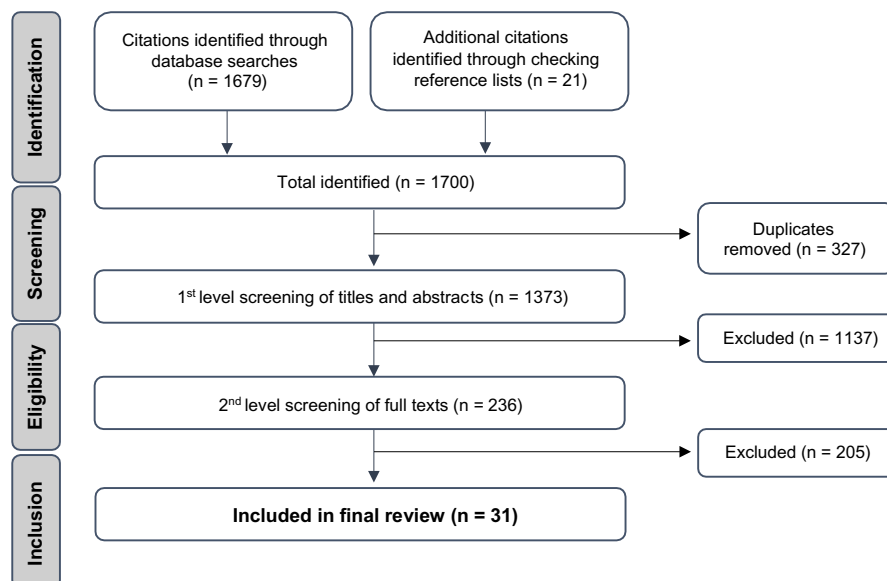 Identification
Citations identified through
database searches
(n = 1679)
Additional citations
identified through checking
reference lists (n = 21)
Total identified (n = 1700)
Screening
Duplicates
removed (n = 327)
1st level screening of titles and abstracts (n = 1373)
Eligibility
Excluded (n = 1137)
2nd level screening of full texts (n = 236)
Excluded (n = 205)
Inclusion
Included in final review (n = 31)